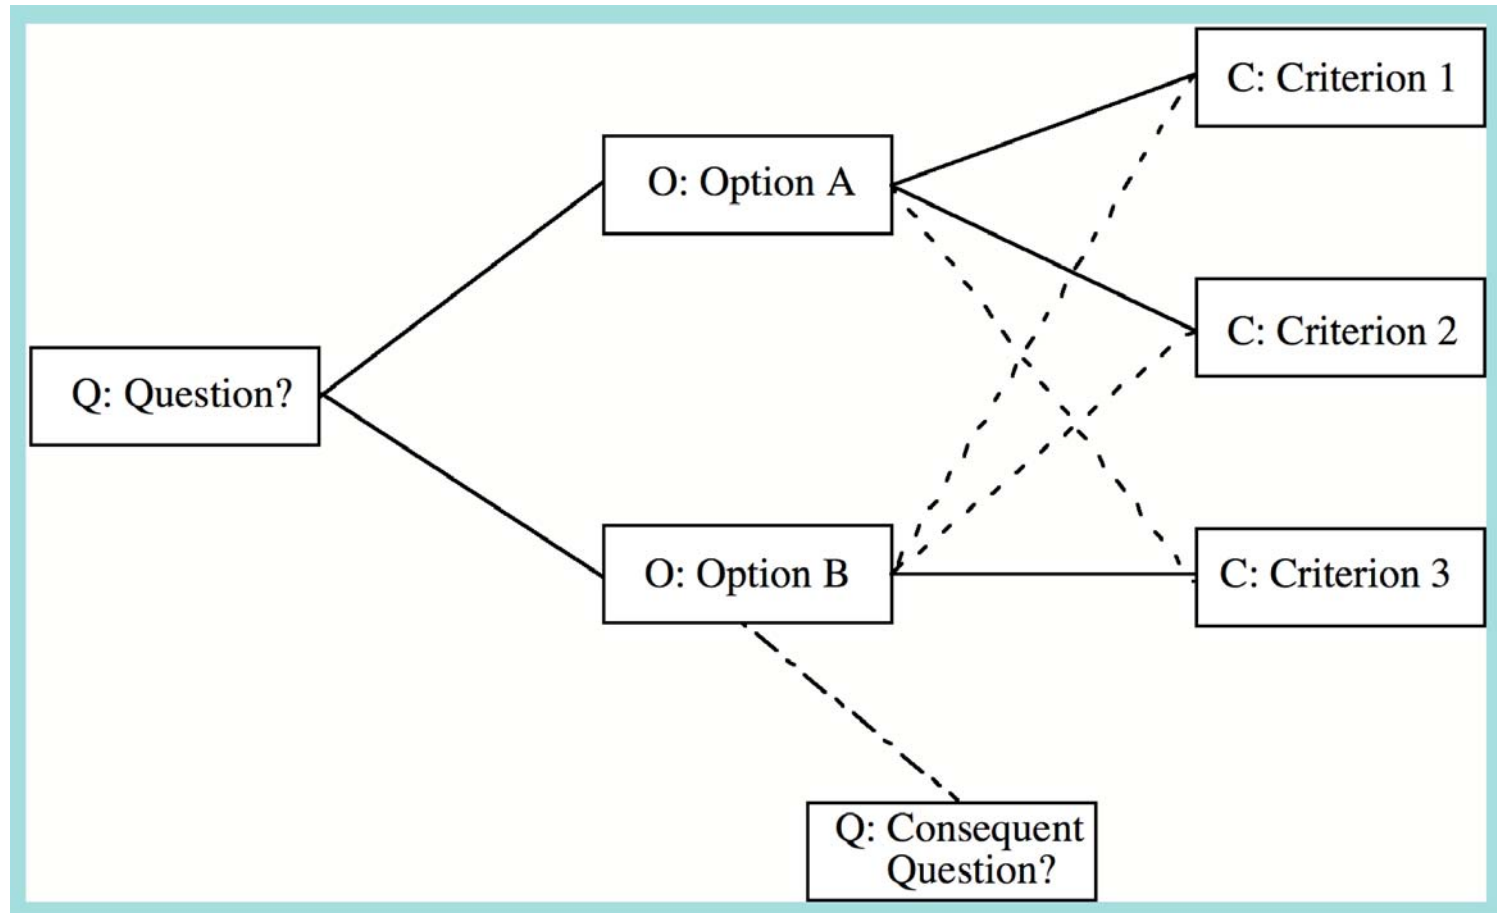 C: Criterion 1
O: Option A
C: Criterion 2
Q: Question?
O: Option B
C: Criterion 3
Q: Consequent
Question?